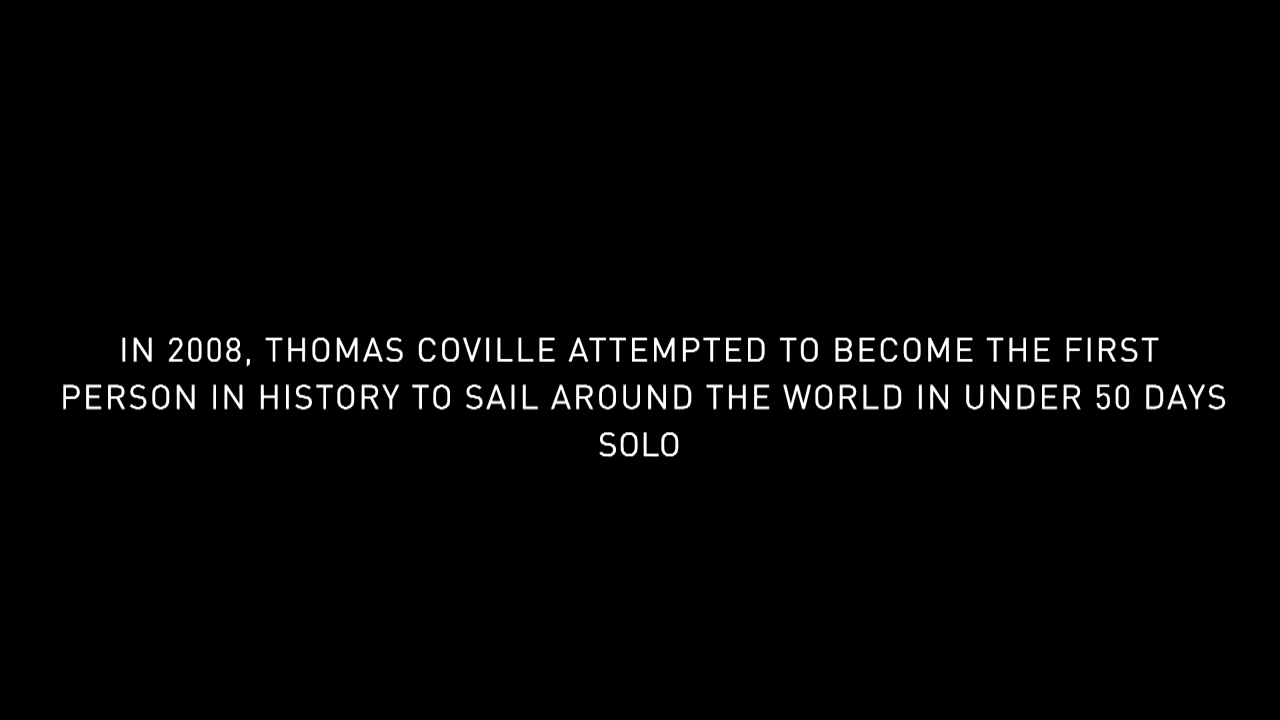 IN 2008, THOMAS COVILLE ATTEMPTED TO BECOME THE FIRST
PERSON IN HISTORY TO SAIL AROUND THE WORLD IN UNDER 50 DAYS
SOLO